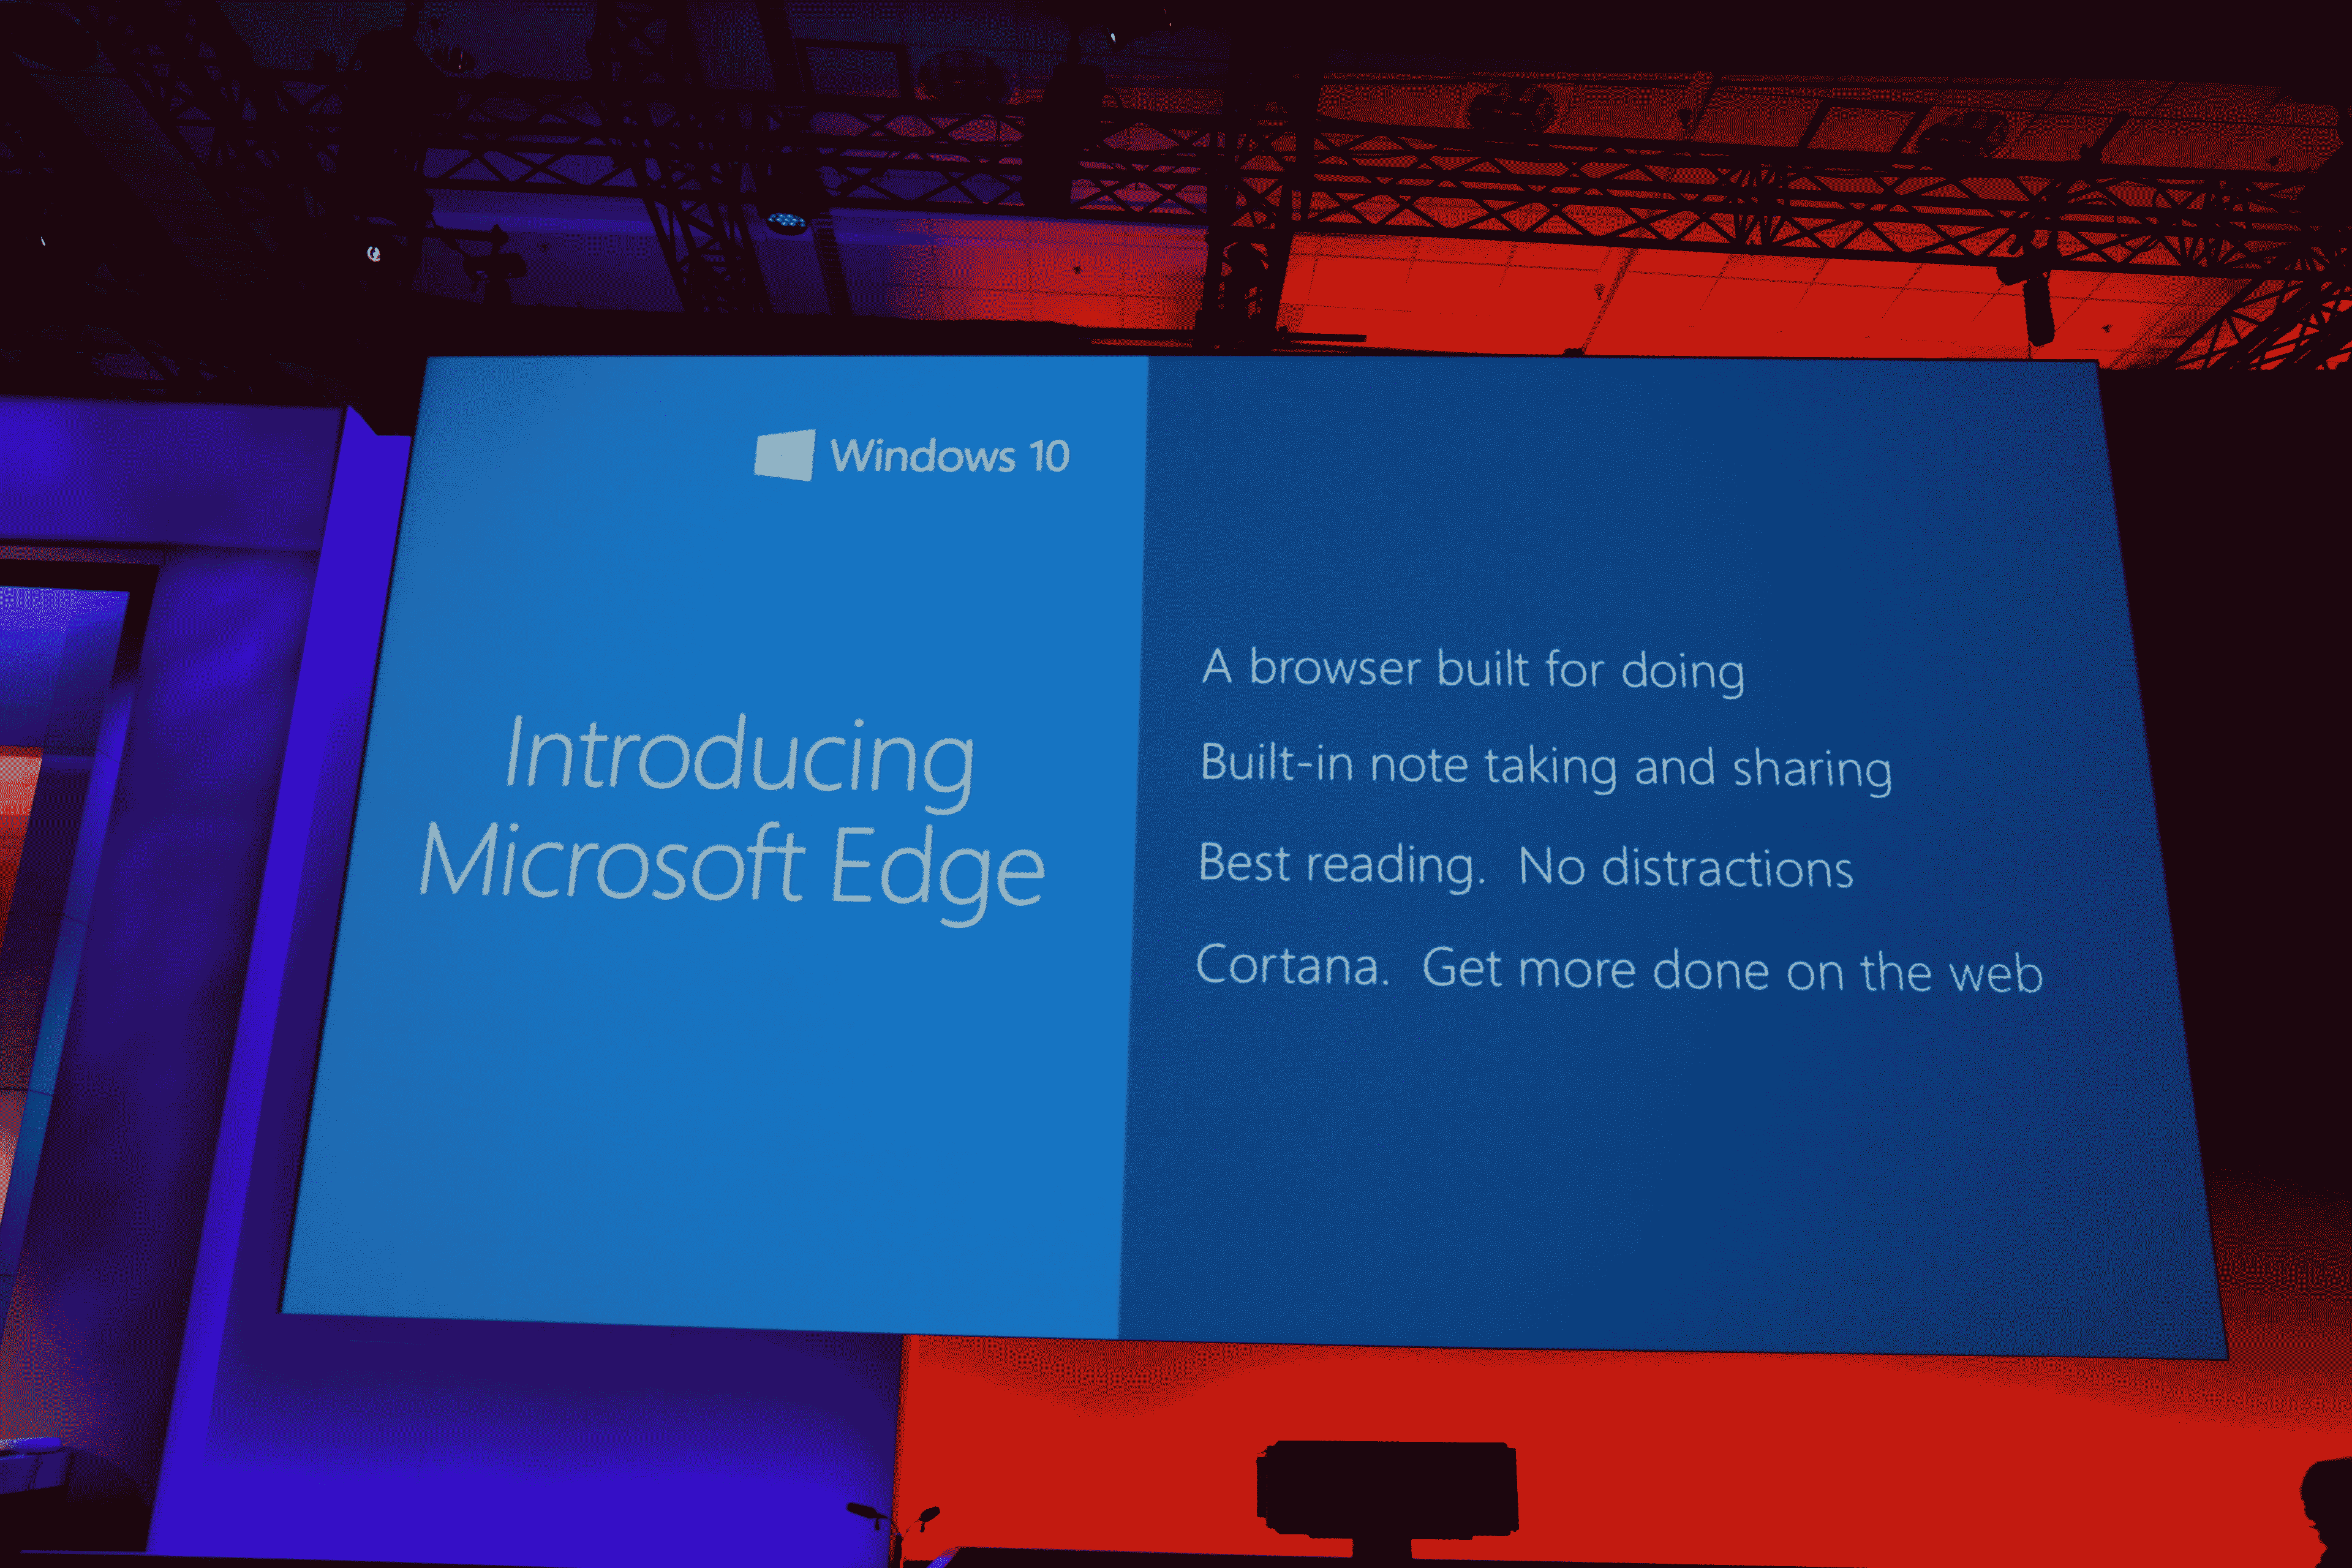 Windows 10
Introducing
Microsoft Edge
A browser built for doing
Built-in note taking and sharing
Best reading. No distractions
Cortana. Get more done on the web